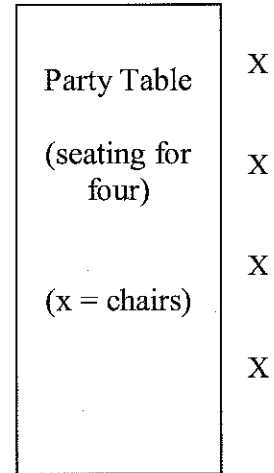 Party Table
X
(seating for
four)
X
(x = chairs)
X
X